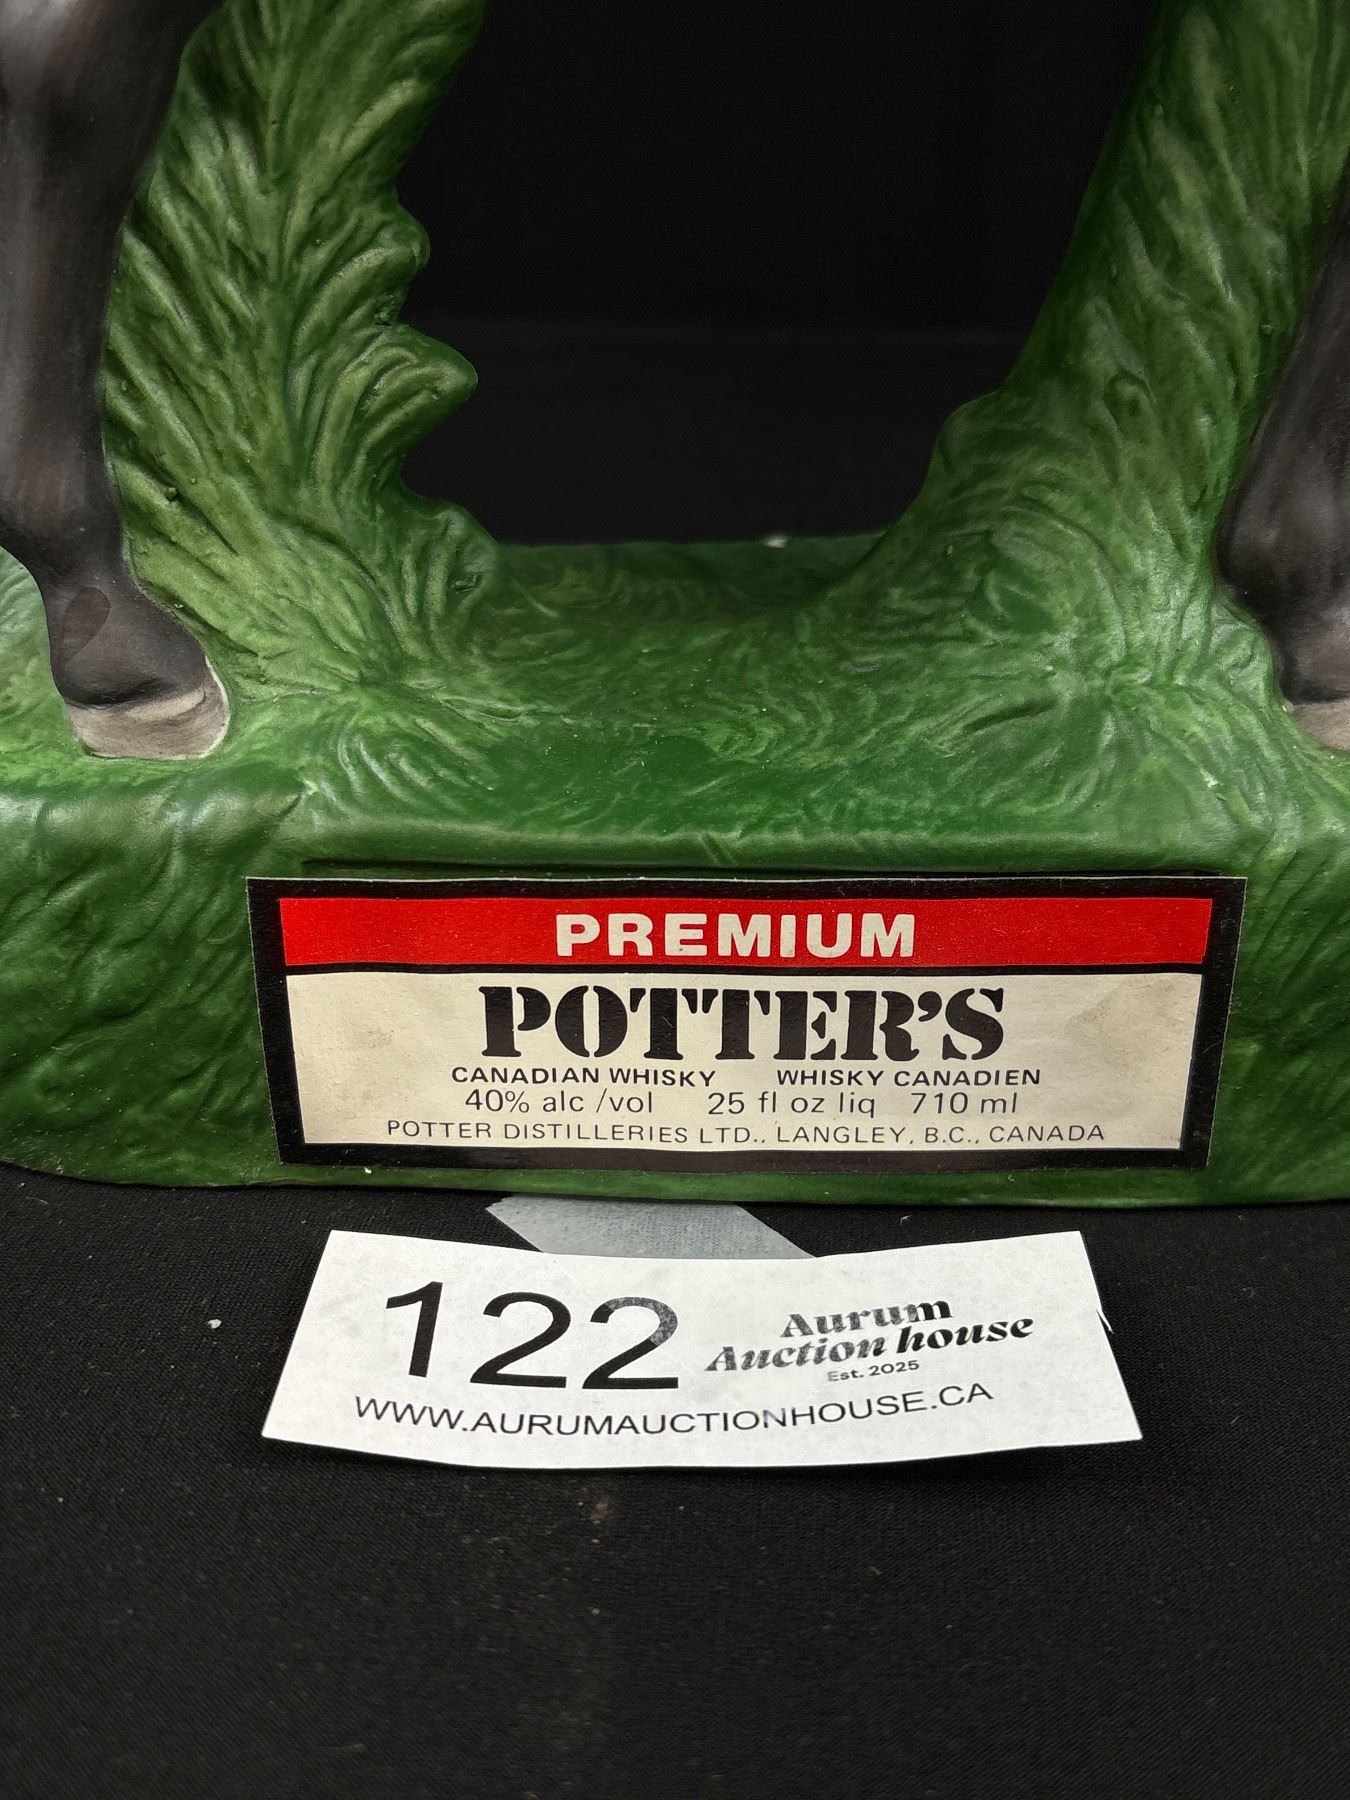 PREMIUM
POTTER'S
CANADIAN WHISKY WHISKY CANADIEN
40% alc /vol 25 fl oz liq 710 ml
POTTER DISTILLERIES LTD., LANGLEY, B.C., CANADA
122
Aurum
Auction house
Est. 2025
WWW.AURUMAUCTIONHOUSE.CA